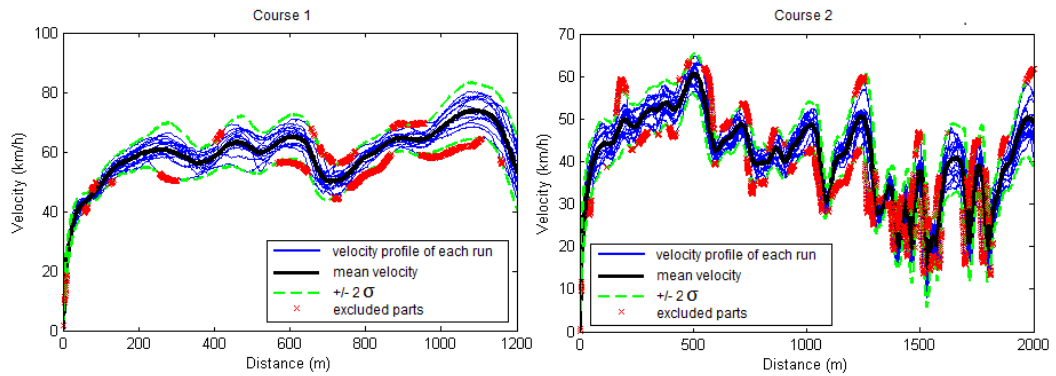 Course 1
Velocity (km/h)
100
80
60
40
20
0
0
200
400
600
800
1000
1200
Distance (m)
velocity profile of each run
mean velocity
+/- 2 σ
excluded parts
Course 2
Velocity (km/h)
70
60
50
40
30
20
10
0
0
500
1000
1500
2000
Distance (m)
velocity profile of each run
mean velocity
+/- 2 σ
excluded parts